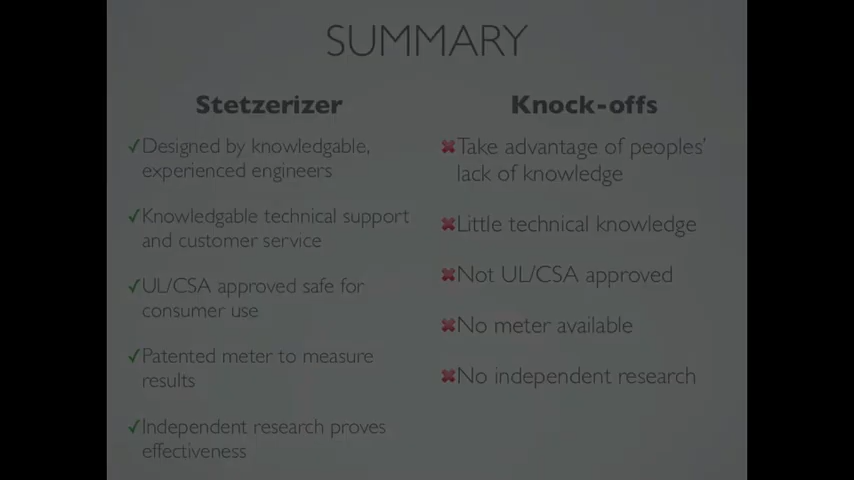 SUMMARY
Stetzerizer
✓Designed by knowledgable,
experienced engineers
✓Knowledgable technical support
and customer service
✓UL/CSA approved safe for
consumer use
✓Patented meter to measure
results
✓Independent research proves
effectiveness
Knock-offs
✖Take advantage of peoples'
lack of knowledge
✖Little technical knowledge
✖Not UL/CSA approved
✖No meter available
✖No independent research